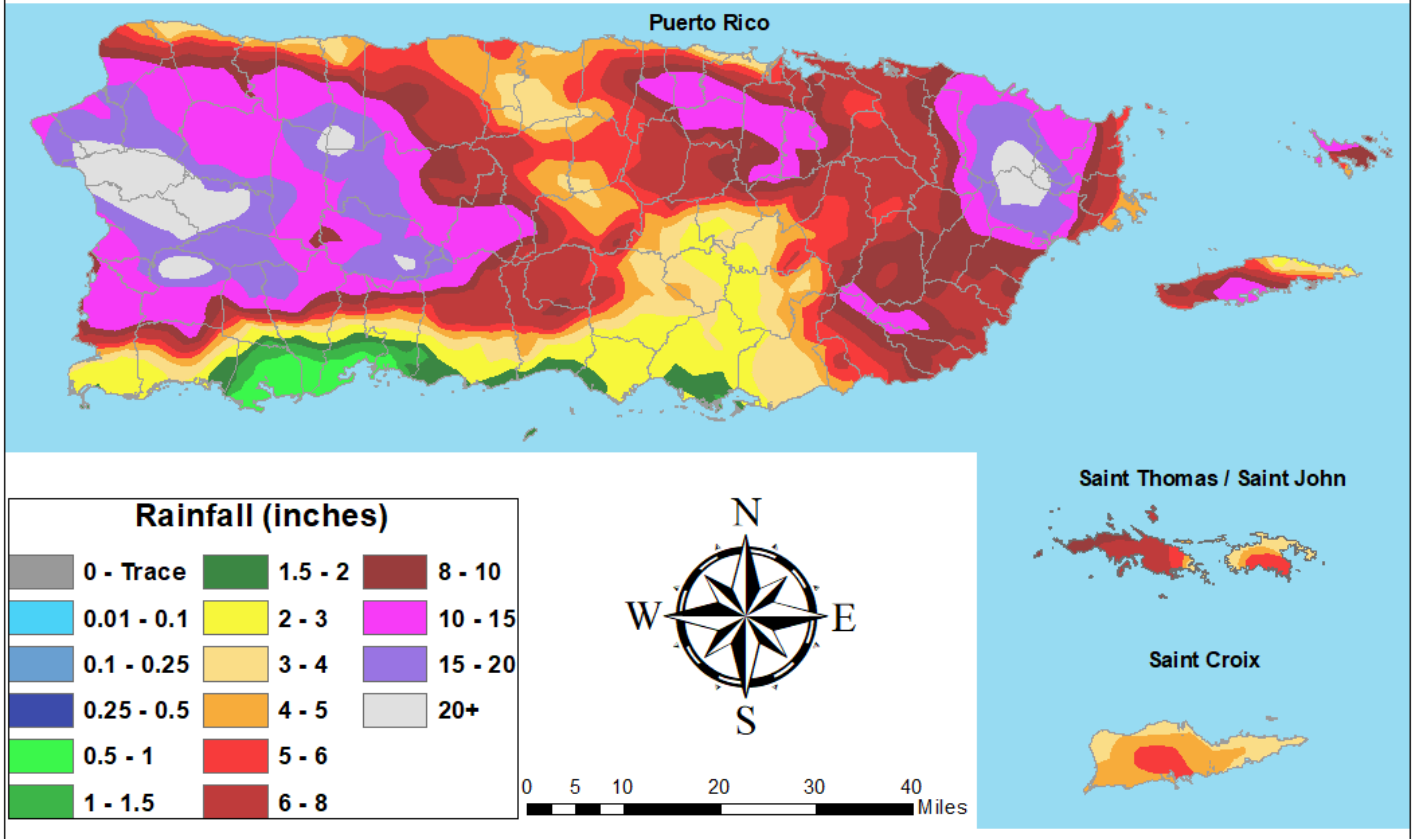 Puerto Rico
Saint Thomas / Saint John
Saint Croix
Rainfall (inches)
0 - Trace
0.01 - 0.1
0.1 - 0.25
0.25 - 0.5
0.5 - 1
1 - 1.5
1.5 - 2
2 - 3
3 - 4
4 - 5
5 - 6
6 - 8
8 - 10
10 - 15
15 - 20
20+
N
W
E
S
0 5 10 20 30 40
Miles